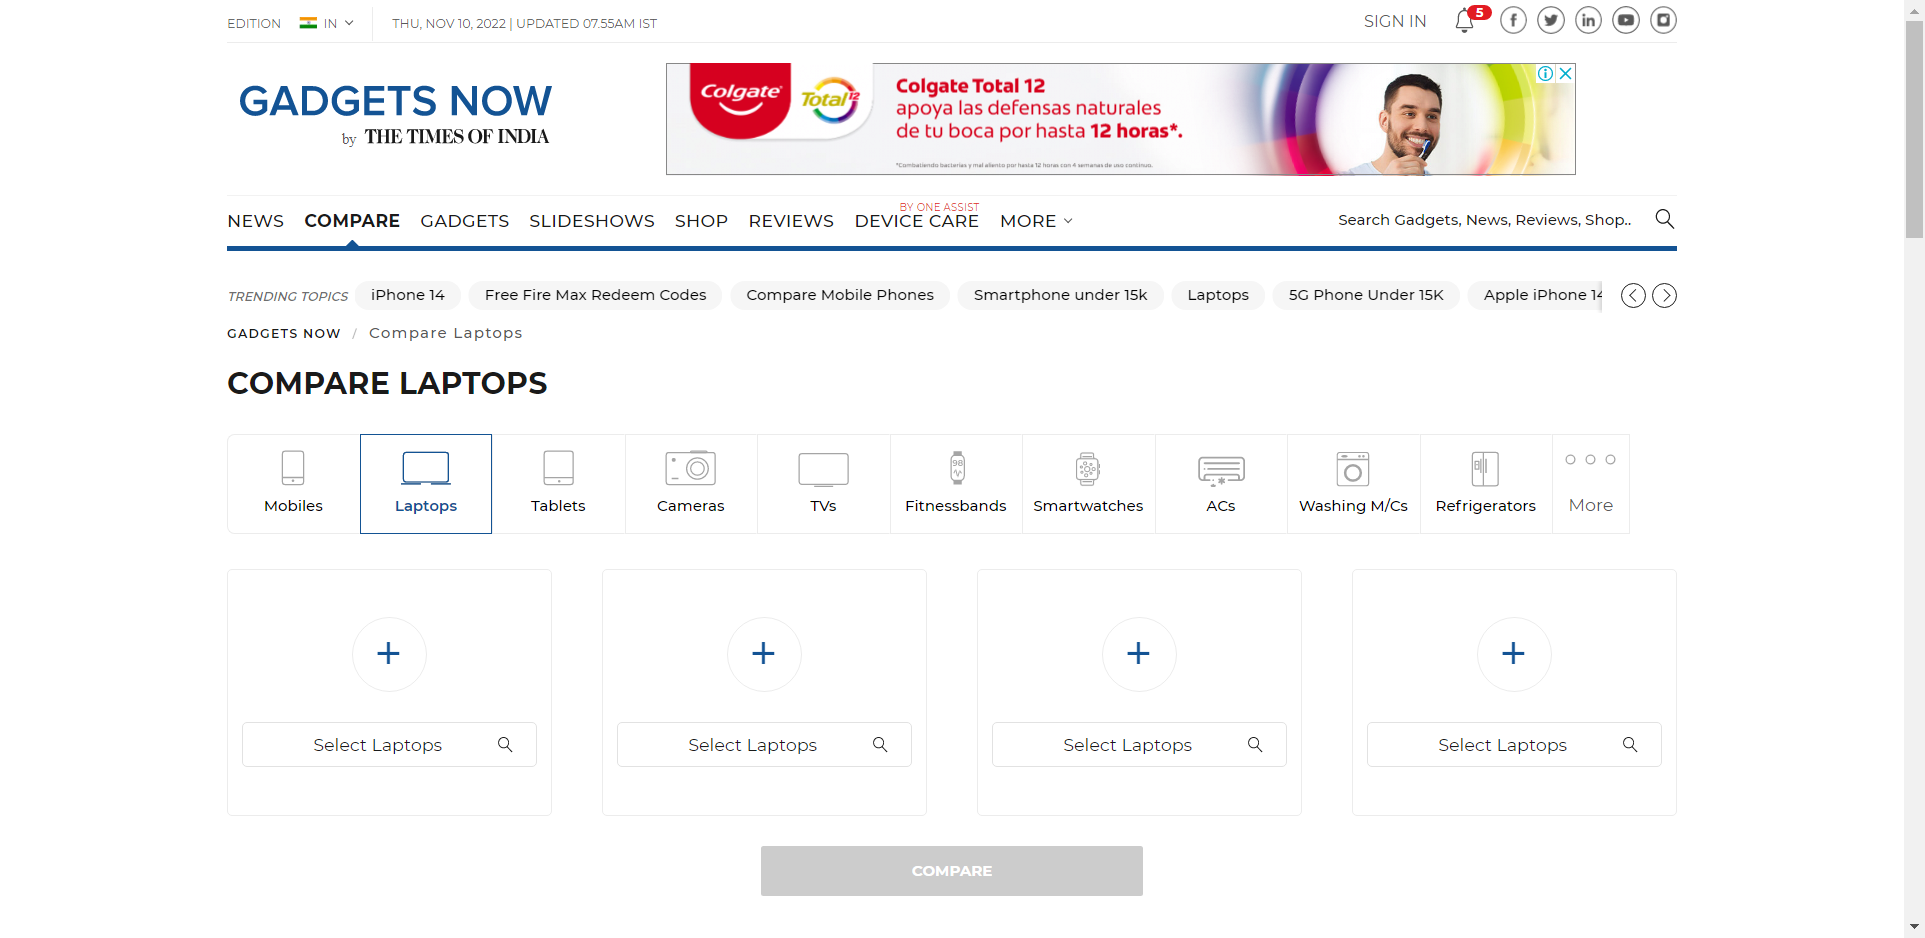 EDITION IN THU, NOV 10, 2022 | UPDATED 07.55AM IST SIGN IN 5
GADGETS NOW
by THE TIMES OF INDIA
Colgate Total 12
Colgate Total 12
apoya las defensas naturales
de tu boca por hasta 12 horas*.
*Combatiendo bacterias y mal aliento por hasta 12 horas con 4 semanas de uso continuo.
BY ONE ASSIST
NEWS COMPARE GADGETS SLIDESHOWS SHOP REVIEWS DEVICE CARE MORE Search Gadgets, News, Reviews, Shop..
TRENDING TOPICS iPhone 14 Free Fire Max Redeem Codes Compare Mobile Phones Smartphone under 15k Laptops 5G Phone Under 15K Apple iPhone 14
GADGETS NOW / Compare Laptops
COMPARE LAPTOPS
98
Mobiles Laptops Tablets Cameras TVs Fitnessbands Smartwatches ACs Washing M/Cs Refrigerators More
Select Laptops Select Laptops Select Laptops Select Laptops
COMPARE